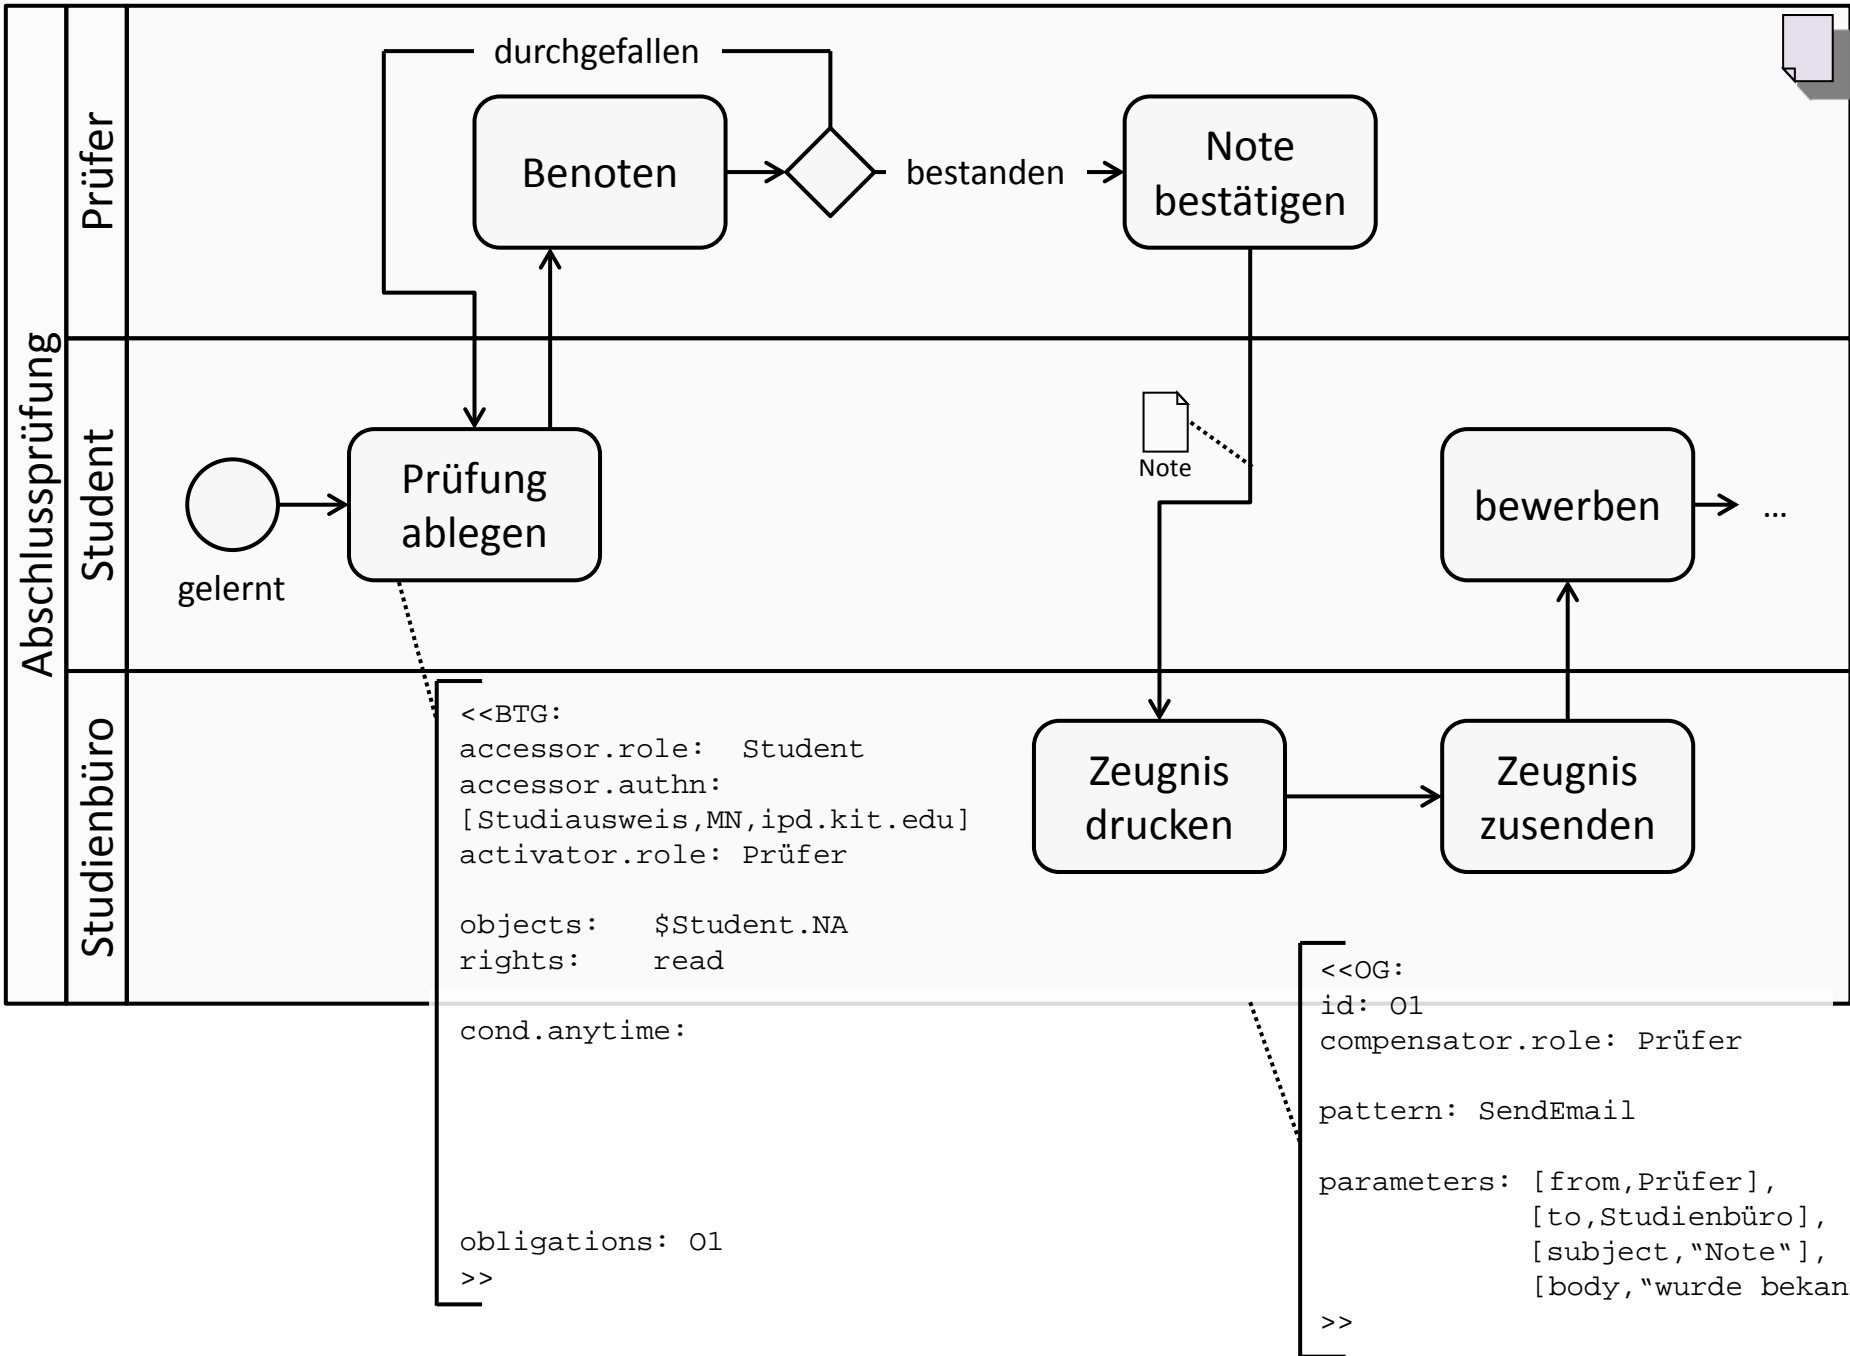 Abschlussprüfung
Prüfer
durchgefallen
Benoten
bestanden
Note
bestätigen
Student
gelernt
Prüfung
ablegen
Note
bewerben
...
Studienbüro
<<BTG:
accessor.role:  Student
accessor.authn:
[Studiausweis,MN,ipd.kit.edu]
activator.role: Prüfer
objects:   $Student.NA
rights:    read
cond.anytime:
obligations: O1
>>
Zeugnis
drucken
Zeugnis
zusenden
<<OG:
id: O1
compensator.role: Prüfer
pattern: SendEmail
parameters: [from,Prüfer],
[to,Studienbüro],
[subject,"Note"],
[body,"wurde
>>